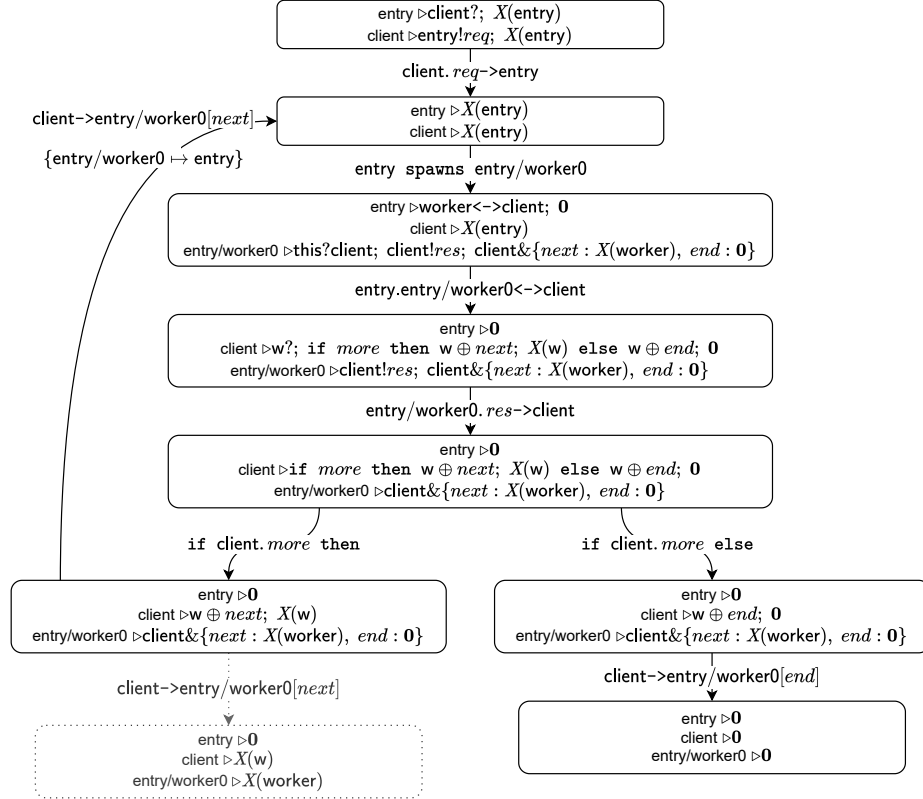 entry ▷client?; X(entry)
client ▷entry!req; X(entry)
client.req->entry
entry ▷X(entry)
client ▷X(entry)
client->entry/worker0[next]
{entry/worker0 ↦ entry}
entry spawns entry/worker0
entry ▷worker<->client; 0
client ▷X(entry)
entry/worker0 ▷this?client; client!res; client&{next : X(worker), end : 0}
entry.entry/worker0<->client
entry ▷0
client ▷w?; if more then w ⊕ next; X(w) else w ⊕ end; 0
entry/worker0 ▷client!res; client&{next : X(worker), end : 0}
entry/worker0.res->client
entry ▷0
client ▷if more then w ⊕ next; X(w) else w ⊕ end; 0
entry/worker0 ▷client&{next : X(worker), end : 0}
if client.more then
if client.more else
entry ▷0
client ▷w ⊕ next; X(w)
entry/worker0 ▷client&{next : X(worker), end : 0}
entry ▷0
client ▷w ⊕ end; 0
entry/worker0 ▷client&{next : X(worker), end : 0}
client->entry/worker0[next]
client->entry/worker0[end]
entry ▷0
client ▷X(w)
entry/worker0 ▷X(worker)
entry ▷0
client ▷0
entry/worker0 ▷0